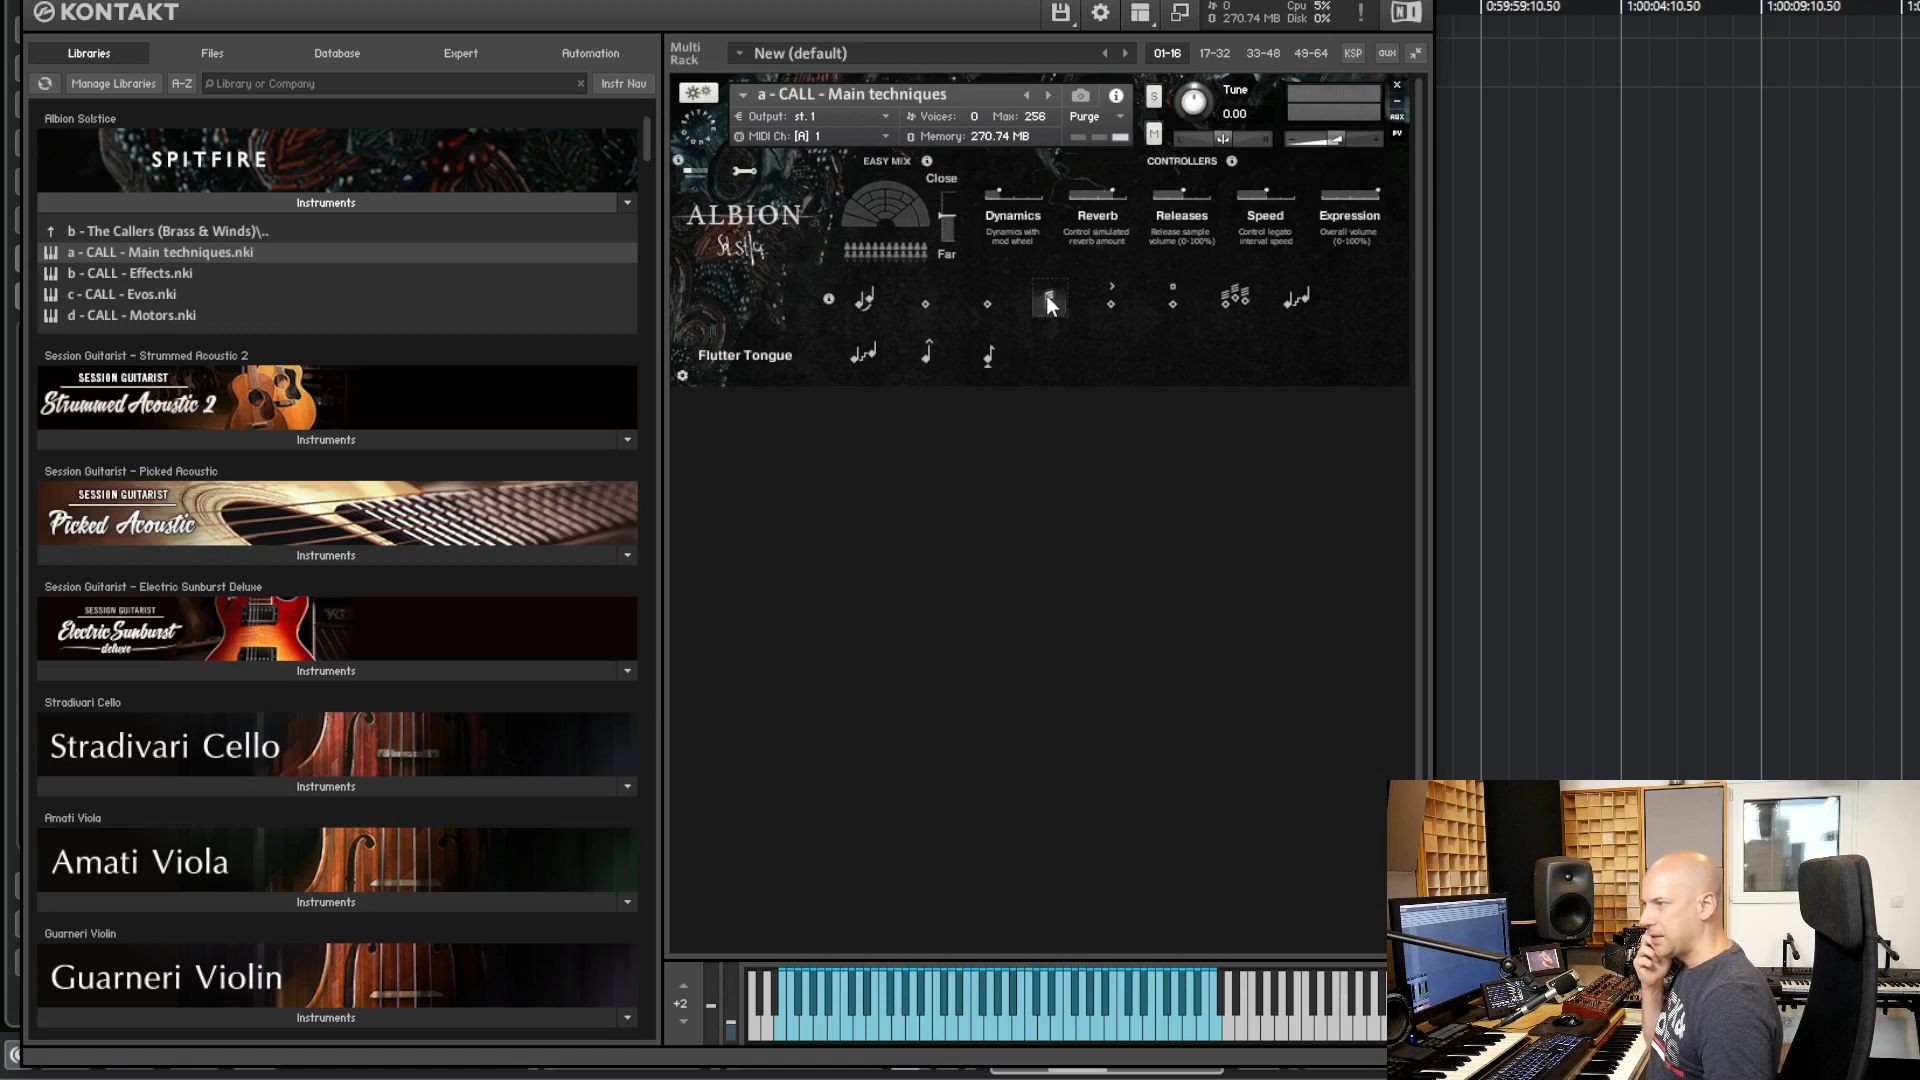 KONTAKT
0
270.74 MB
Cpu 5%
Disk 0%
!
NI
0:59:59:10.50
1:00:04:10.50
1:00:09:10.50
Libraries
Files
Database
Expert
Automation
Manage Libraries
A-Z
Library or Company
Instr Nav
Multi
Rack
New (default)
01-16
17-32
33-48
49-64
KSP
aux
Albion Solstice
SPITFIRE
Instruments
b - The Callers (Brass & Winds)\..
a - CALL - Main techniques.nki
b - CALL - Effects.nki
c - CALL - Evos.nki
d - CALL - Motors.nki
Session Guitarist - Strummed Acoustic 2
SESSION GUITARIST
Strummed Acoustic 2
Instruments
Session Guitarist - Picked Acoustic
SESSION GUITARIST
Picked Acoustic
Instruments
Session Guitarist - Electric Sunburst Deluxe
SESSION GUITARIST
Electric Sunburst
deluxe
Instruments
Stradivari Cello
Stradivari Cello
Instruments
Amati Viola
Amati Viola
Instruments
Guarneri Violin
Guarneri Violin
Instruments
a - CALL - Main techniques
Output: st. 1
Voices: 0 Max: 256
Purge
MIDI Ch: [A] 1
Memory: 270.74 MB
S
M
Tune
0.00
L
R
AUX
PV
EASY MIX
Close
Far
CONTROLLERS
ALBION
Solstice
Dynamics
Dynamics with
mod wheel
Reverb
Control simulated
reverb amount
Releases
Release sample
volume (0-100%)
Speed
Control legato
interval speed
Expression
Overall volume
(0-100%)
Flutter Tongue
+2